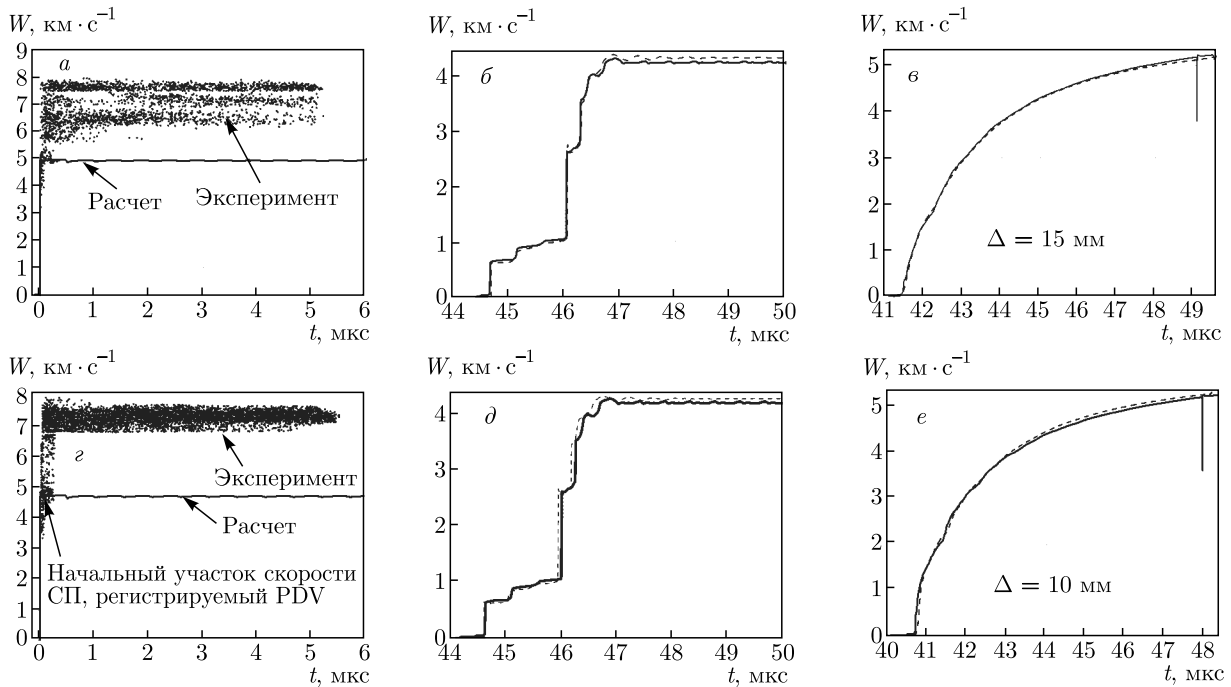 W, км · с⁻¹
9
8
7
6
5
4
3
2
1
0
а
Эксперимент
Расчет
0 1 2 3 4 5 6
t, мкс
W, км · с⁻¹
4
3
2
1
0
б
44 45 46 47 48 49 50
t, мкс
W, км · с⁻¹
5
4
3
2
1
0
в
Δ = 15 мм
41 42 43 44 45 46 47 48 49
t, мкс
W, км · с⁻¹
8
7
6
5
4
3
2
1
0
г
Эксперимент
Расчет
Начальный участок скорости
СП, регистрируемый PDV
0 1 2 3 4 5 6
t, мкс
W, км · с⁻¹
4
3
2
1
0
д
44 45 46 47 48 49 50
t, мкс
W, км · с⁻¹
5
4
3
2
1
0
е
Δ = 10 мм
40 41 42 43 44 45 46 47 48
t, мкс